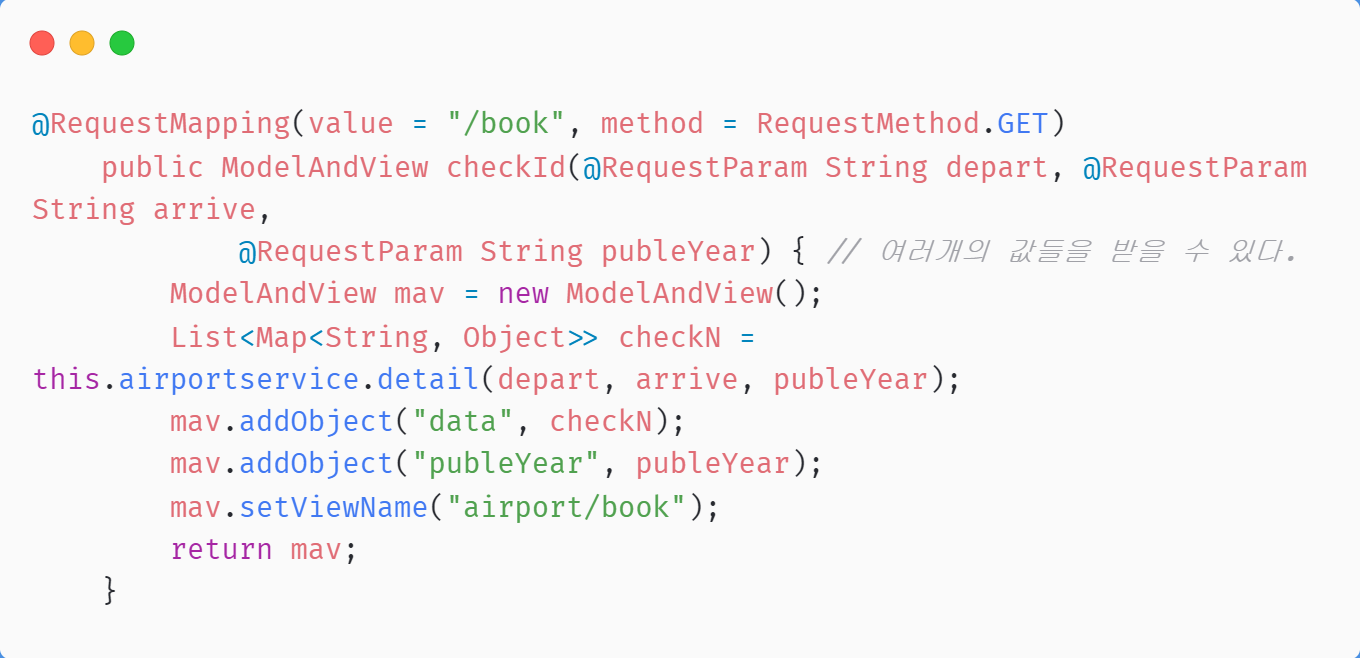 @RequestMapping(value = "/book", method = RequestMethod.GET)
    public ModelAndView checkId(@RequestParam String depart, @RequestParam
String arrive,
            @RequestParam String publeYear) { // 여러개의 값들을 받을 수 있다.
        ModelAndView mav = new ModelAndView();
        List<Map<String, Object>> checkN =
this.airportservice.detail(depart, arrive, publeYear);
        mav.addObject("data", checkN);
        mav.addObject("publeYear", publeYear);
        mav.setViewName("airport/book");
        return mav;
    }